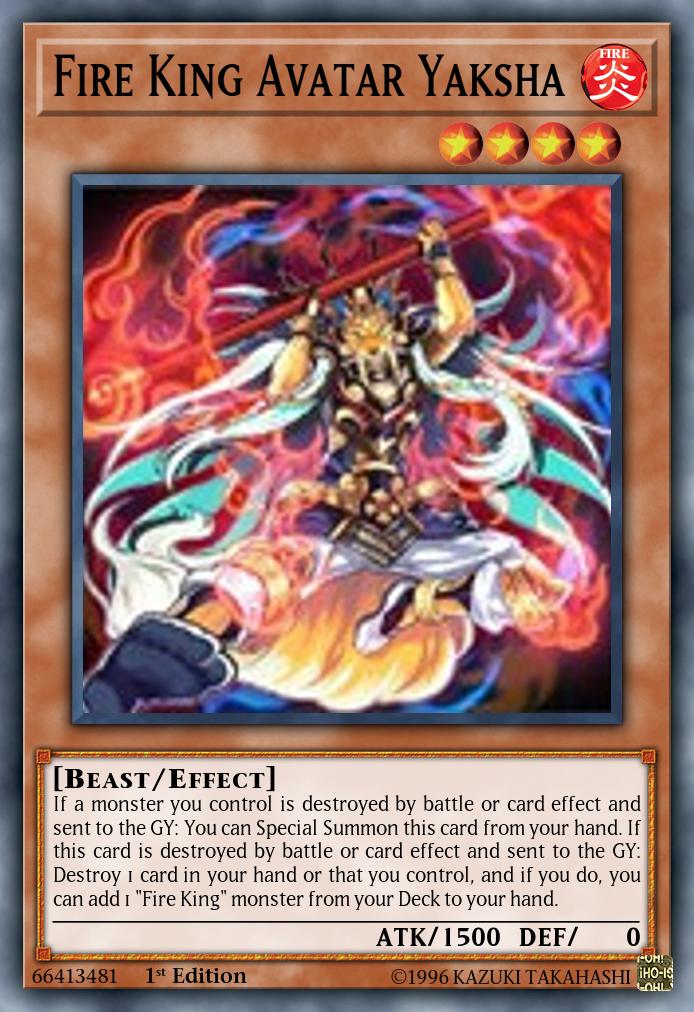 Fire King Avatar Yaksha
FIRE
炎
[Beast/Effect]
If a monster you control is destroyed by battle or card effect and
sent to the GY: You can Special Summon this card from your hand. If
this card is destroyed by battle or card effect and sent to the GY:
Destroy 1 card in your hand or that you control, and if you do, you
can add 1 "Fire King" monster from your Deck to your hand.
ATK/1500 DEF/ 0
66413481 1st Edition ©1996 KAZUKI TAKAHASHI